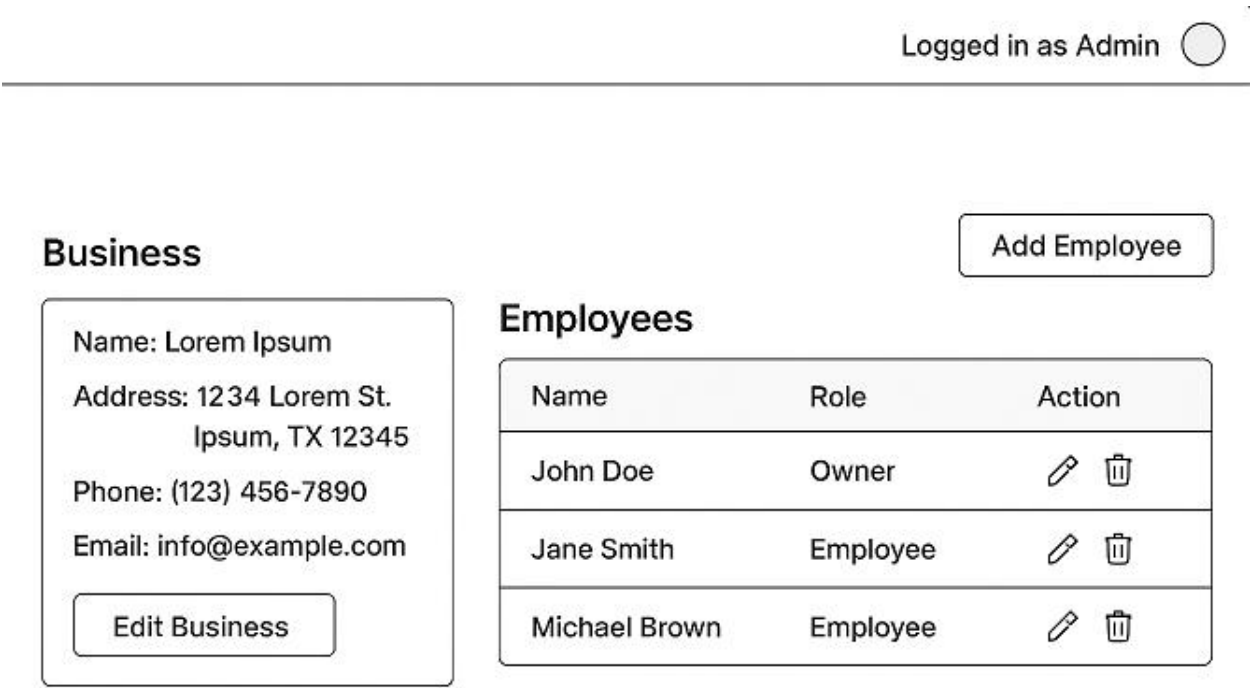 Logged in as Admin
Business
Add Employee
Name: Lorem Ipsum
Address: 1234 Lorem St.
Ipsum, TX 12345
Phone: (123) 456-7890
Email: info@example.com
Edit Business
Employees
Name Role Action
John Doe Owner
Jane Smith Employee
Michael Brown Employee